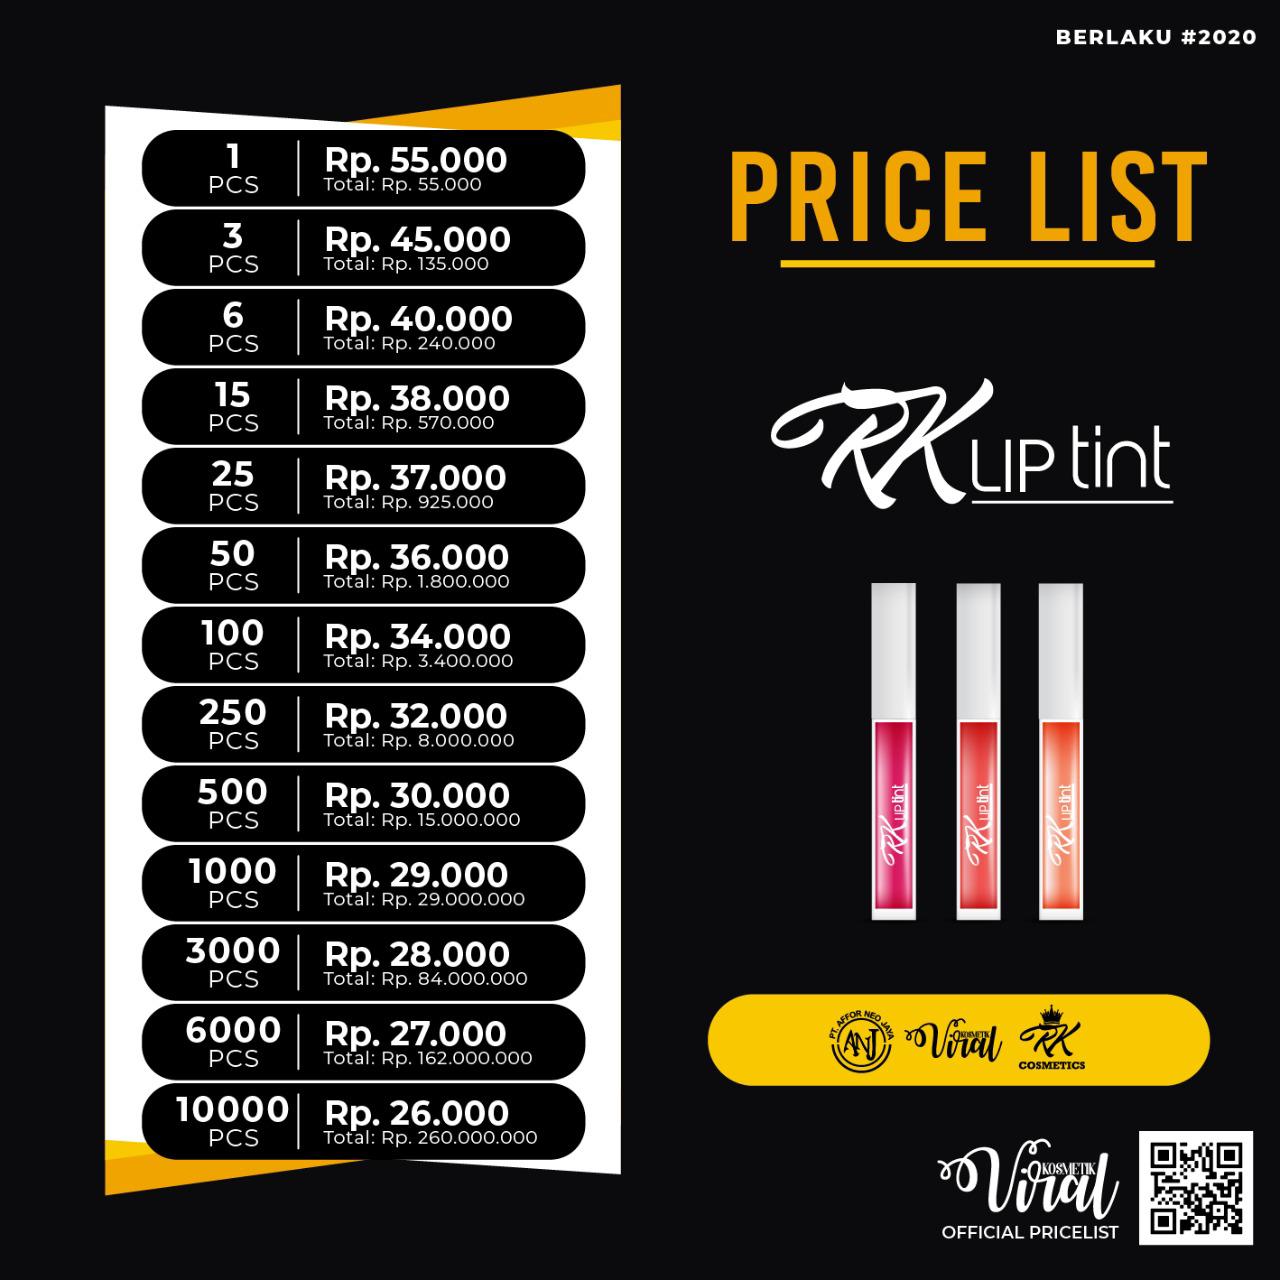 BERLAKU #2020
PRICE LIST
1
PCS
Rp. 55.000
Total: Rp. 55.000
3
PCS
Rp. 45.000
Total: Rp. 135.000
6
PCS
Rp. 40.000
Total: Rp. 240.000
15
PCS
Rp. 38.000
Total: Rp. 570.000
25
PCS
Rp. 37.000
Total: Rp. 925.000
50
PCS
Rp. 36.000
Total: Rp. 1.800.000
100
PCS
Rp. 34.000
Total: Rp. 3.400.000
250
PCS
Rp. 32.000
Total: Rp. 8.000.000
500
PCS
Rp. 30.000
Total: Rp. 15.000.000
1000
PCS
Rp. 29.000
Total: Rp. 29.000.000
3000
PCS
Rp. 28.000
Total: Rp. 84.000.000
6000
PCS
Rp. 27.000
Total: Rp. 162.000.000
10000
PCS
Rp. 26.000
Total: Rp. 260.000.000
RK LIP tint
RK LIP tint
RK LIP tint
RK LIP tint
PT. AFFOR NEO JAYA
ANJ
KOSMETIK
Viral
RK
COSMETICS
KOSMETIK
Viral
OFFICIAL PRICELIST